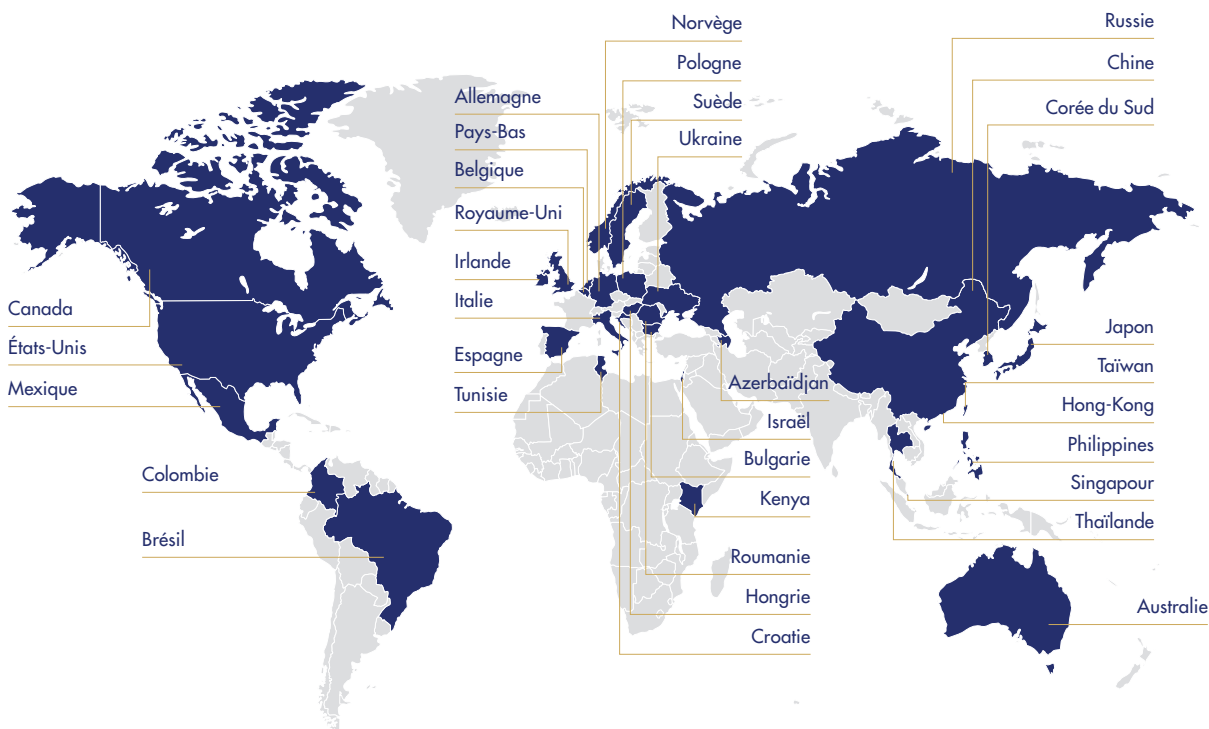 Norvège
Pologne
Suède
Ukraine
Russie
Chine
Corée du Sud
Allemagne
Pays-Bas
Belgique
Royaume-Uni
Irlande
Italie
Espagne
Tunisie
Canada
États-Unis
Mexique
Colombie
Brésil
Azerbaïdjan
Israël
Bulgarie
Kenya
Roumanie
Hongrie
Croatie
Japon
Taïwan
Hong-Kong
Philippines
Singapour
Thaïlande
Australie